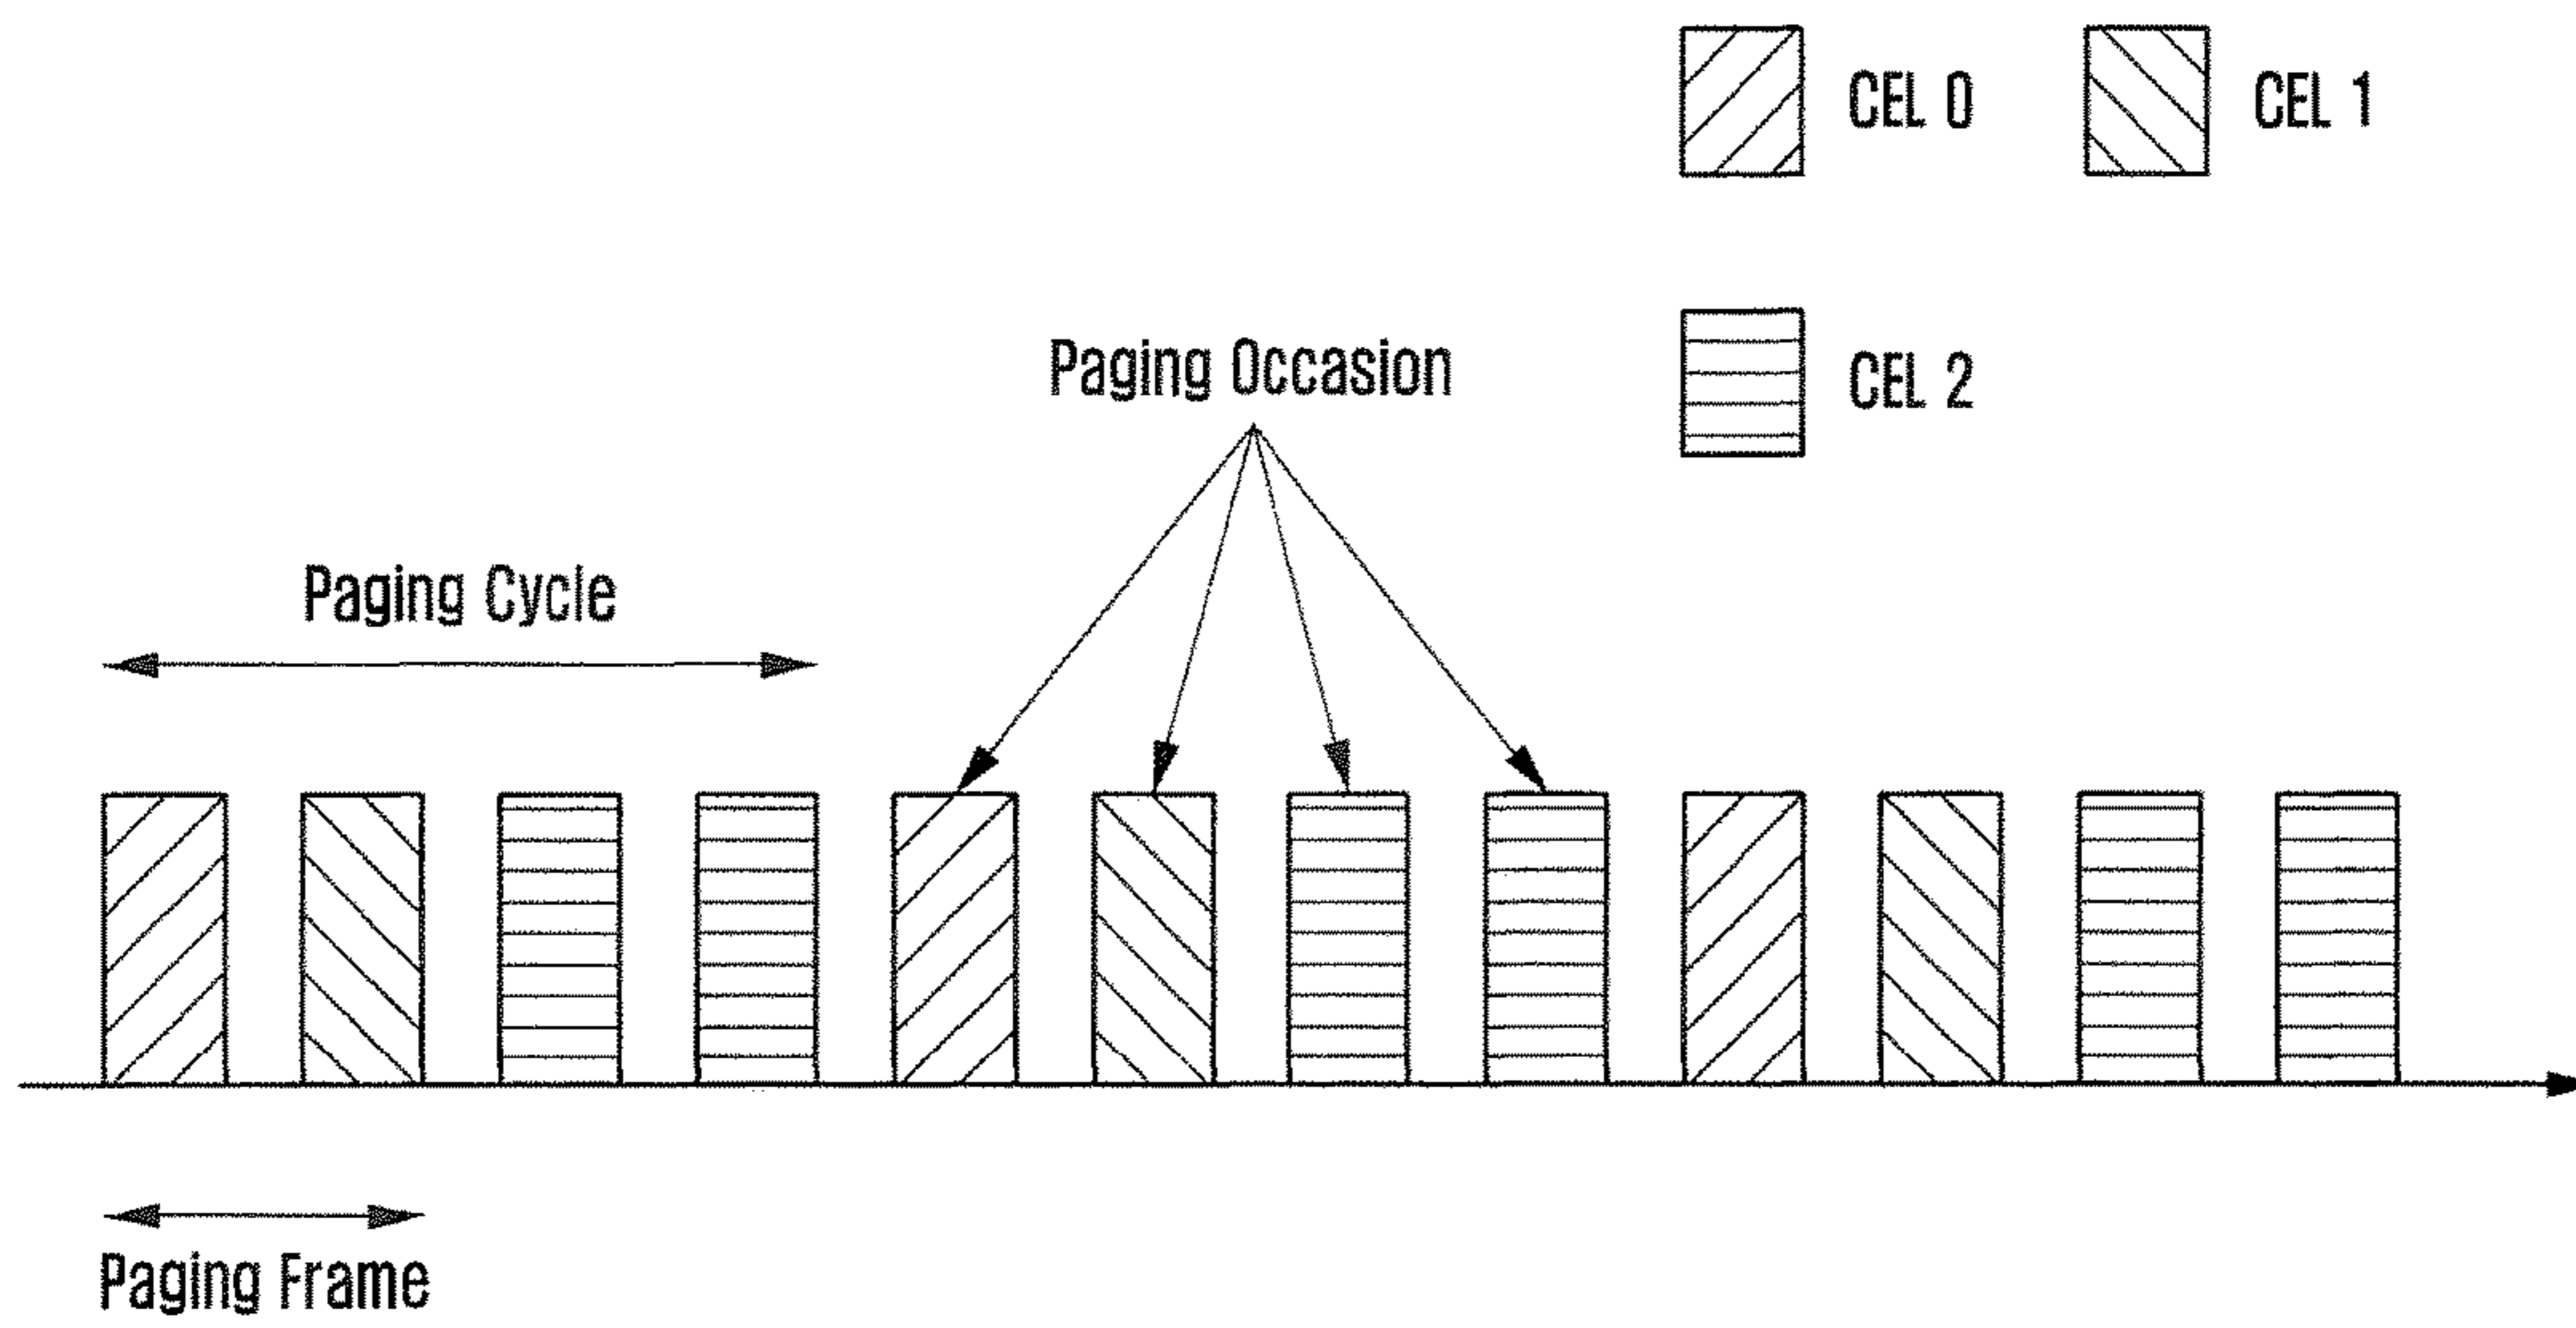 CEL 0
CEL 1
Paging Occasion
CEL 2
Paging Cycle
Paging Frame